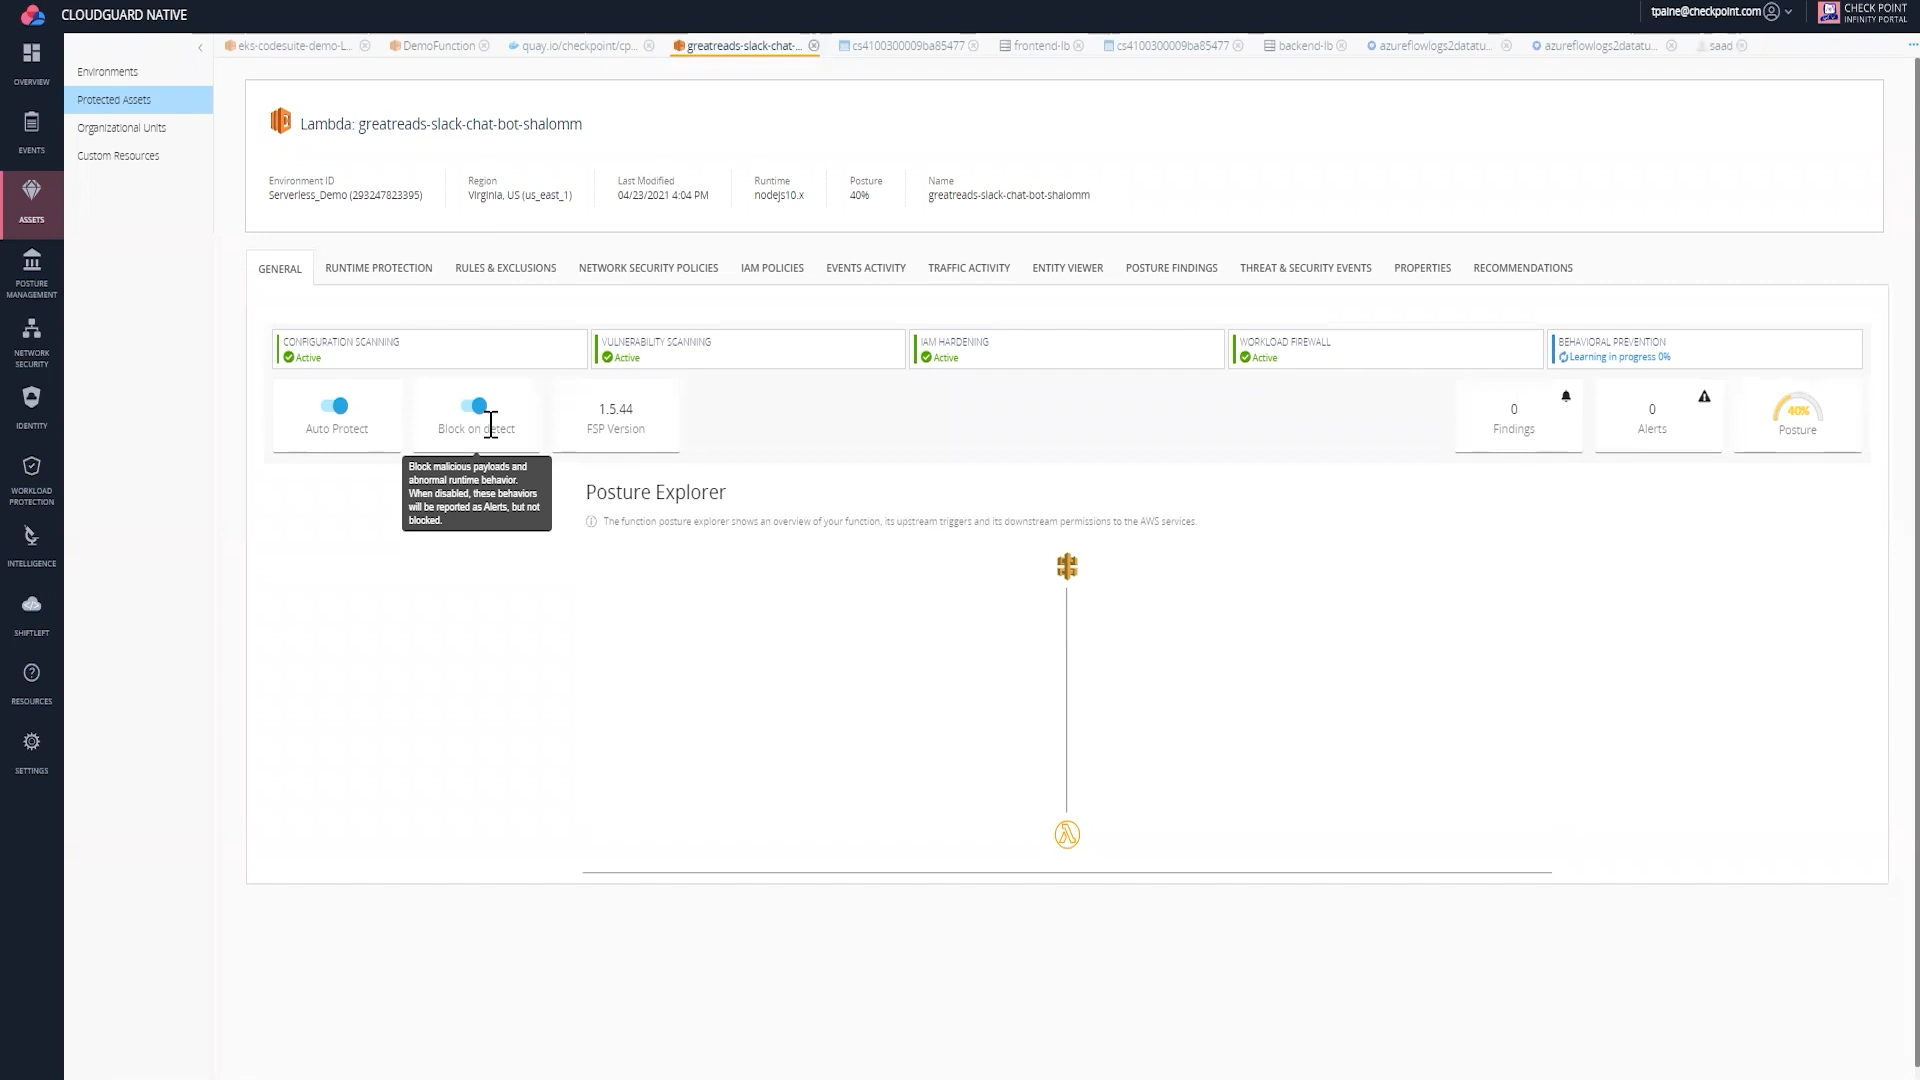 CLOUDGUARD NATIVE
tpaine@checkpoint.com
CHECK POINT
INFINITY PORTAL
eks-codesuite-demo-L...
DemoFunction
quay.io/checkpoint/cp...
greatreads-slack-chat-...
cs4100300009ba85477
frontend-lb
cs4100300009ba85477
backend-lb
azureflowlogs2datatu...
azureflowlogs2datatu...
saad
OVERVIEW
EVENTS
ASSETS
POSTURE
MANAGEMENT
NETWORK
SECURITY
IDENTITY
WORKLOAD
PROTECTION
INTELLIGENCE
SHIFTLEFT
RESOURCES
SETTINGS
Environments
Protected Assets
Organizational Units
Custom Resources
Lambda: greatreads-slack-chat-bot-shalomm
Environment ID
Serverless_Demo (293247823395)
Region
Virginia, US (us_east_1)
Last Modified
04/23/2021 4:04 PM
Runtime
nodejs10.x
Posture
40%
Name
greatreads-slack-chat-bot-shalomm
GENERAL
RUNTIME PROTECTION
RULES & EXCLUSIONS
NETWORK SECURITY POLICIES
IAM POLICIES
EVENTS ACTIVITY
TRAFFIC ACTIVITY
ENTITY VIEWER
POSTURE FINDINGS
THREAT & SECURITY EVENTS
PROPERTIES
RECOMMENDATIONS
CONFIGURATION SCANNING
Active
VULNERABILITY SCANNING
Active
IAM HARDENING
Active
WORKLOAD FIREWALL
Active
BEHAVIORAL PREVENTION
Learning in progress 0%
Auto Protect
Block on detect
1.5.44
FSP Version
0
Findings
0
Alerts
40%
Posture
Block malicious payloads and
abnormal runtime behavior.
When disabled, these behaviors
will be reported as Alerts, but not
blocked.
Posture Explorer
The function posture explorer shows an overview of your function, its upstream triggers and its downstream permissions to the AWS services.